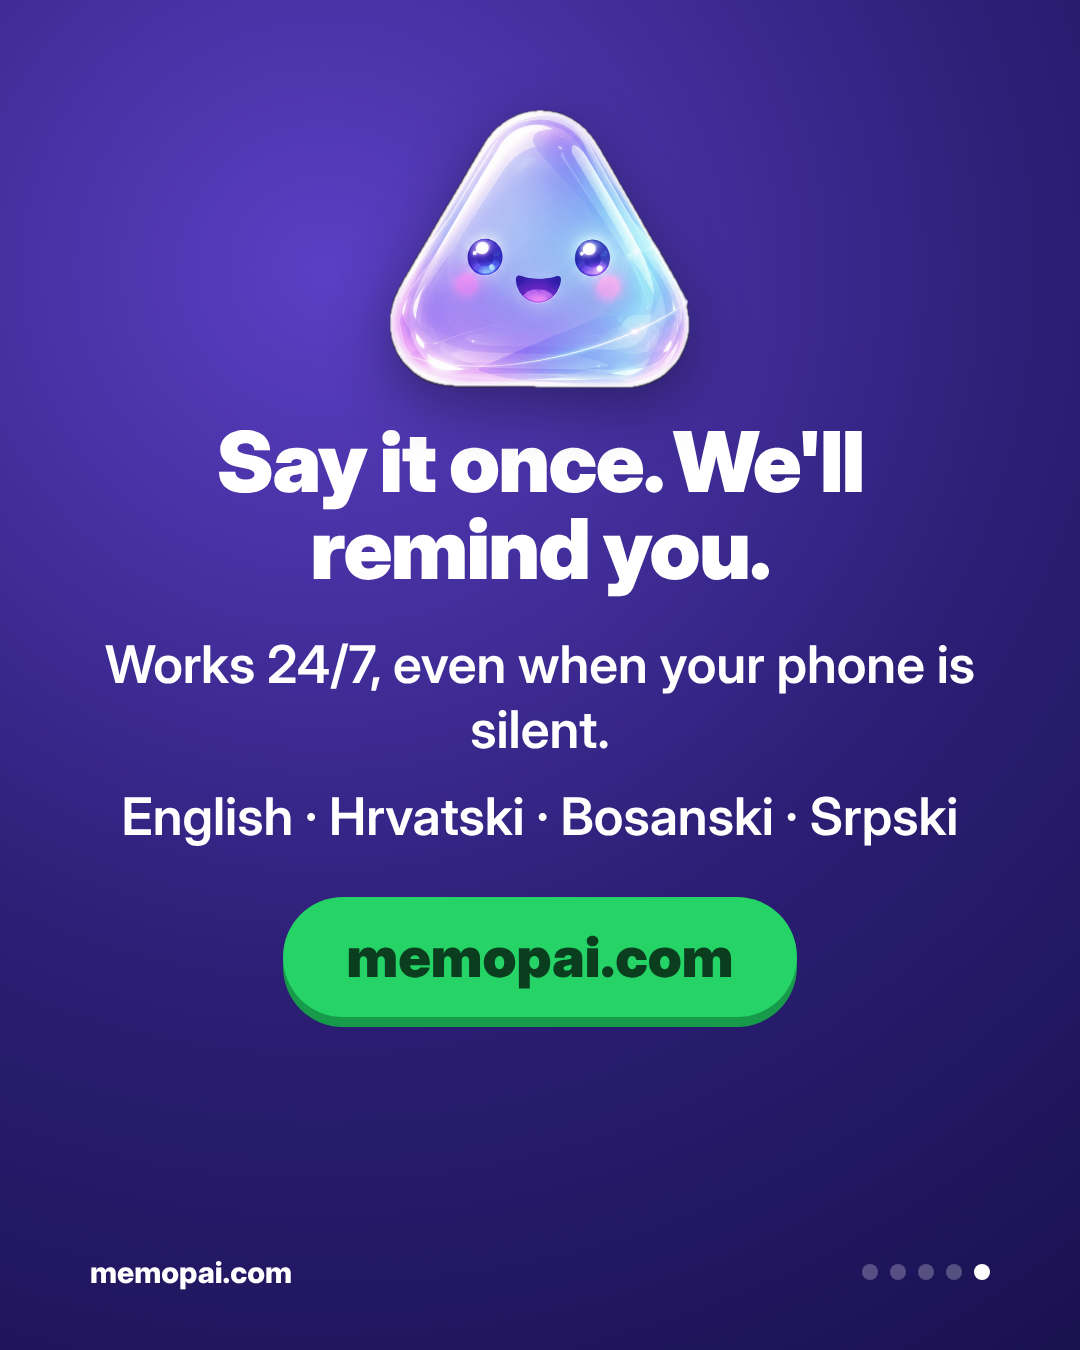 Say it once. We'll
remind you.
Works 24/7, even when your phone is
silent.
English · Hrvatski · Bosanski · Srpski
memopai.com
memopai.com